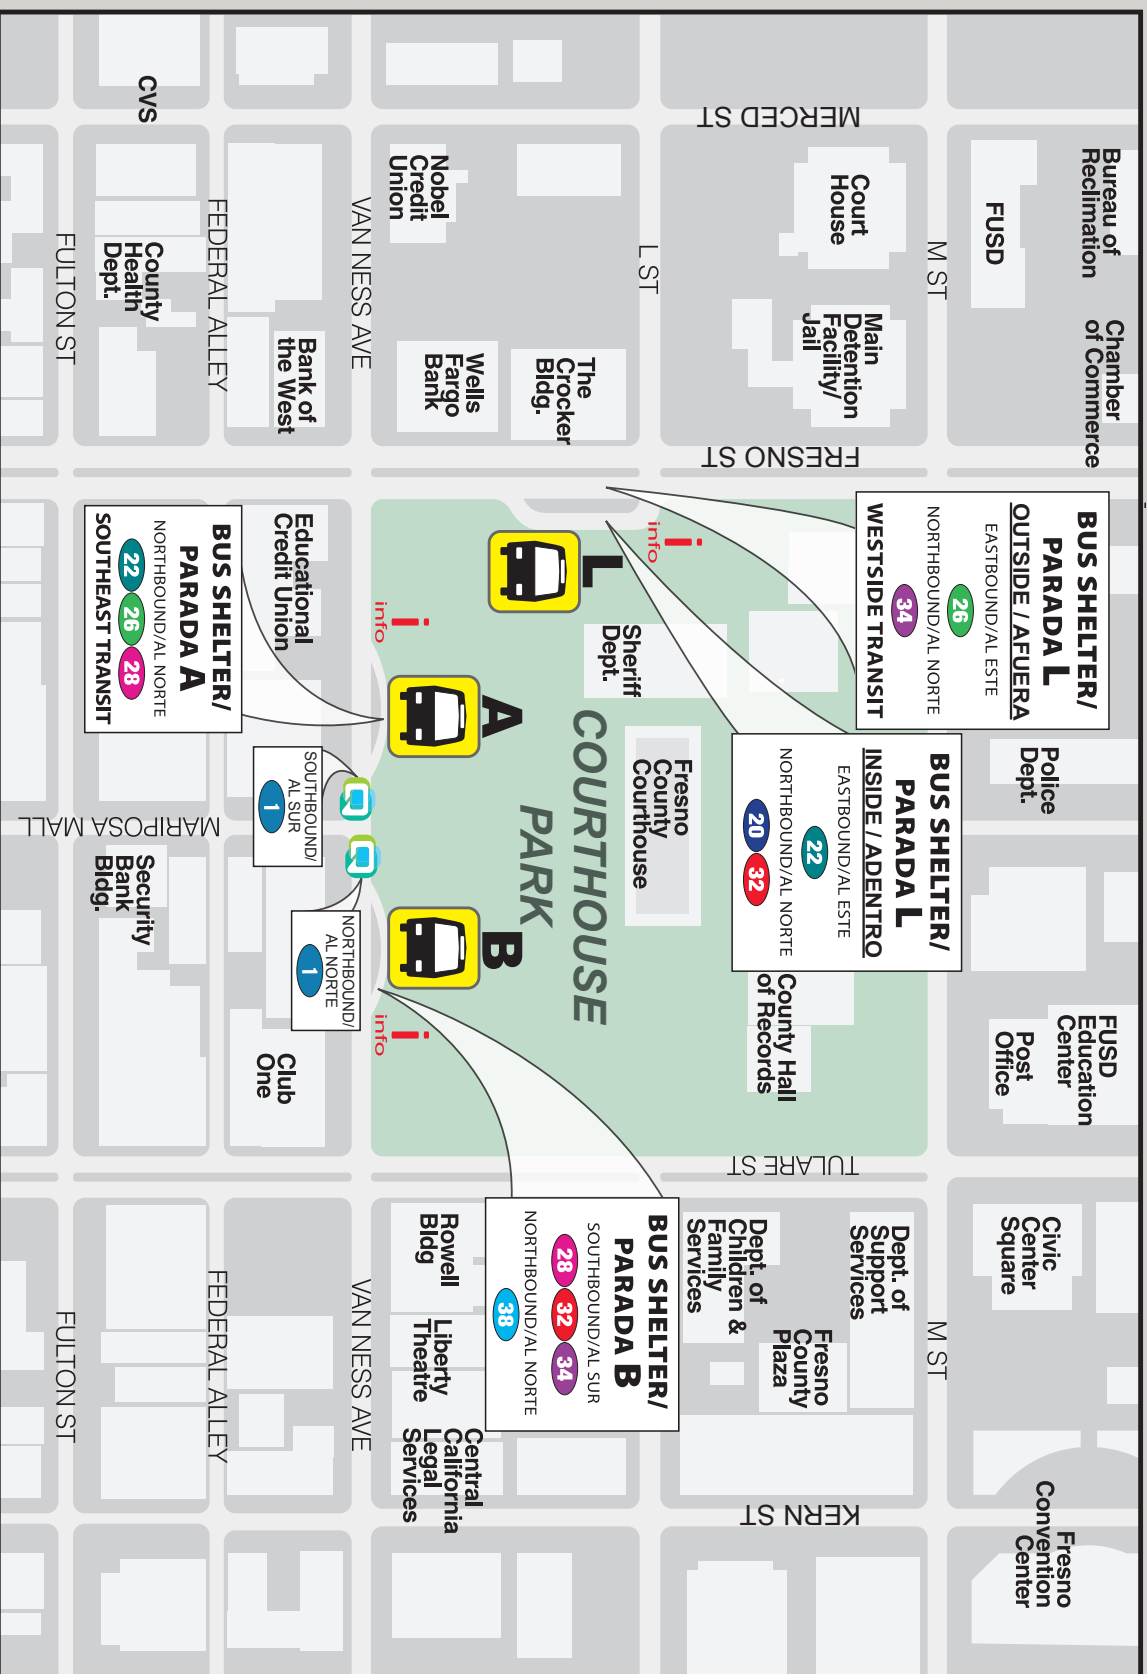 Bureau of
Reclimation
Chamber
of Commerce
FUSD
M ST
MERCED ST
Court
House
Main
Detention
Facility/
Jail
L ST
FRESNO ST
The
Crocker
Bldg.
Nobel
Credit
Union
Wells
Fargo
Bank
VAN NESS AVE
Bank of
the West
FEDERAL ALLEY
CVS
County
Health
Dept.
FULTON ST
BUS SHELTER/
PARADA L
OUTSIDE / AFUERA
EASTBOUND/AL ESTE
26
NORTHBOUND/AL NORTE
34
WESTSIDE TRANSIT
BUS SHELTER/
PARADA L
INSIDE / ADENTRO
EASTBOUND/AL ESTE
22
NORTHBOUND/AL NORTE
20 32
Police
Dept.
FUSD
Education
Center
Post
Office
County Hall
of Records
info
L
Sheriff
Dept.
Fresno
County
Courthouse
COURTHOUSE
PARK
info
A
B
info
Educational
Credit Union
BUS SHELTER/
PARADA A
NORTHBOUND/AL NORTE
22 26 28
SOUTHEAST TRANSIT
SOUTHBOUND/
AL SUR
1
NORTHBOUND/
AL NORTE
1
MARIPOSA MALL
Security
Bank
Bldg.
Club
One
TULARE ST
BUS SHELTER/
PARADA B
SOUTHBOUND/AL SUR
28 32 34
NORTHBOUND/AL NORTE
38
Civic
Center
Square
Dept. of
Support
Services
Dept. of
Children &
Family
Services
Fresno
County
Plaza
M ST
Rowell
Bldg
Liberty
Theatre
Central
California
Legal
Services
VAN NESS AVE
FEDERAL ALLEY
FULTON ST
KERN ST
Fresno
Convention
Center